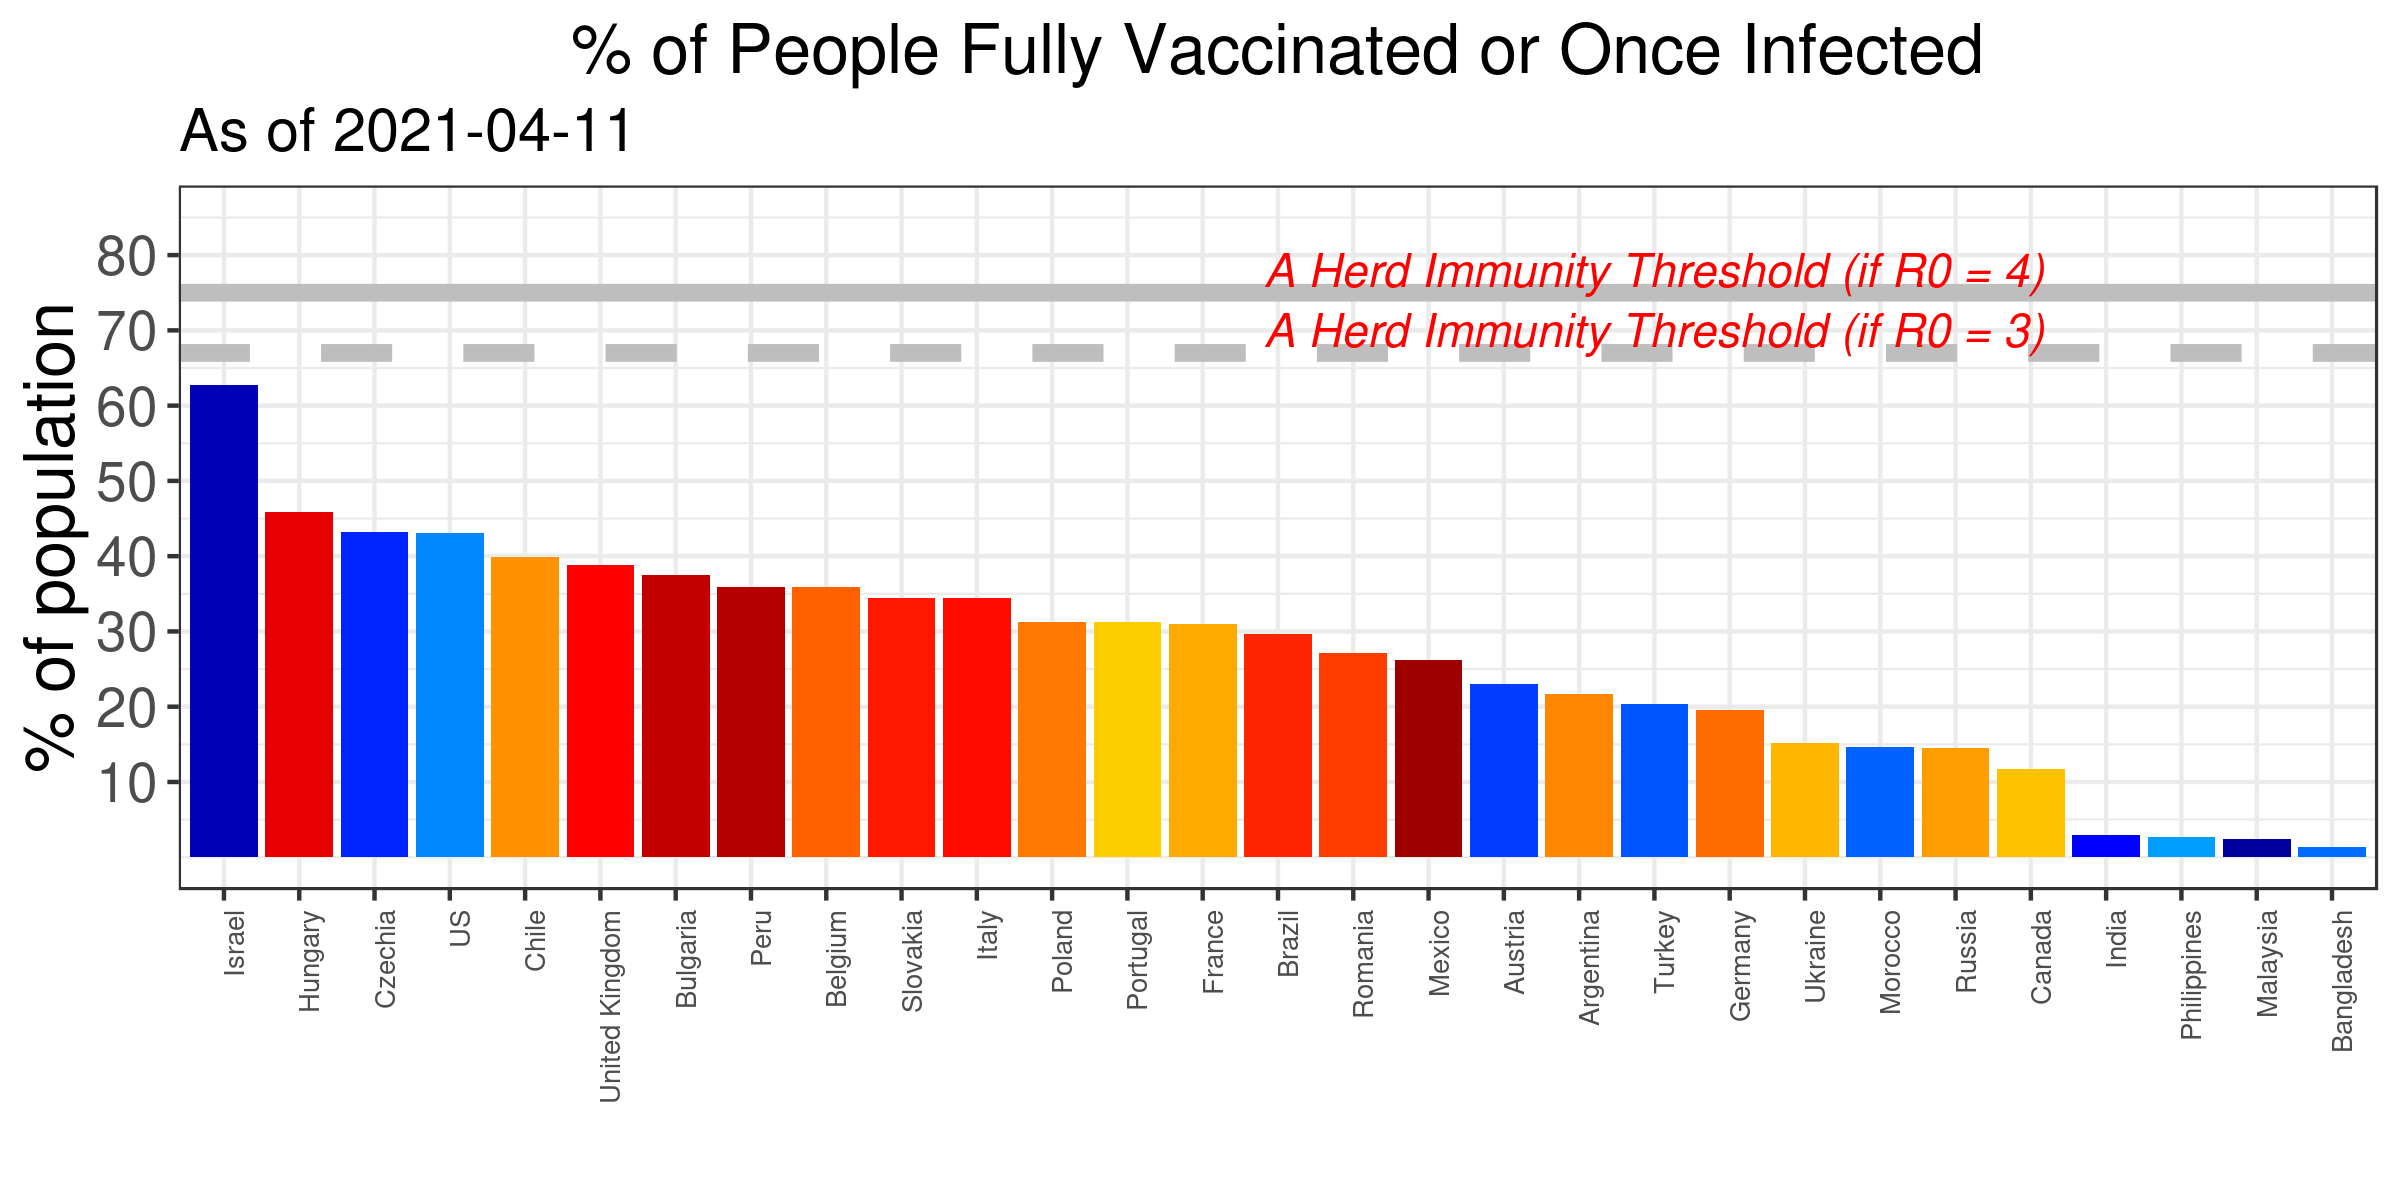 % of People Fully Vaccinated or Once Infected
As of 2021-04-11
% of population
80
70
60
50
40
30
20
10
A Herd Immunity Threshold (if R0 = 4)
A Herd Immunity Threshold (if R0 = 3)
Israel
Hungary
Czechia
US
Chile
United Kingdom
Bulgaria
Peru
Belgium
Slovakia
Italy
Poland
Portugal
France
Brazil
Romania
Mexico
Austria
Argentina
Turkey
Germany
Ukraine
Morocco
Russia
Canada
India
Philippines
Malaysia
Bangladesh